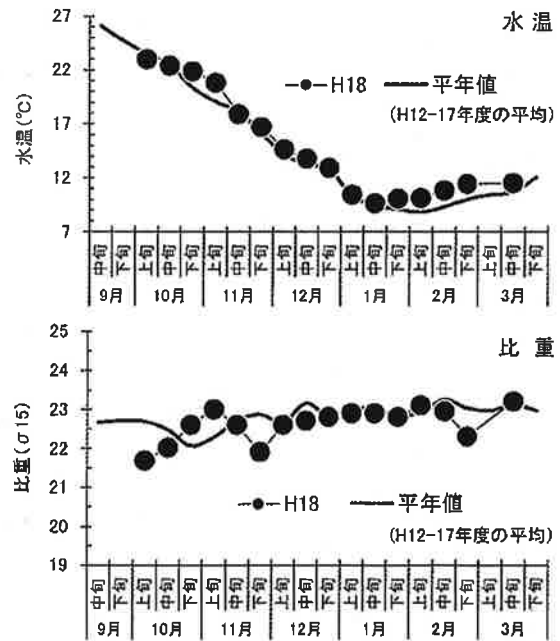 水温
27
22
17
12
7
水温(℃)
H18 平年値
(H12-17年度の平均)
中旬 下旬 上旬 中旬 下旬 上旬 中旬 下旬 上旬 中旬 下旬 上旬 中旬 下旬 上旬 中旬 下旬 上旬 中旬 下旬
9月 10月 11月 12月 1月 2月 3月
比重
25
24
23
22
21
20
19
比重(σ15)
H18 平年値
(H12-17年度の平均)
中旬 下旬 上旬 中旬 下旬 上旬 中旬 下旬 上旬 中旬 下旬 上旬 中旬 下旬 上旬 中旬 下旬 上旬 中旬 下旬
9月 10月 11月 12月 1月 2月 3月